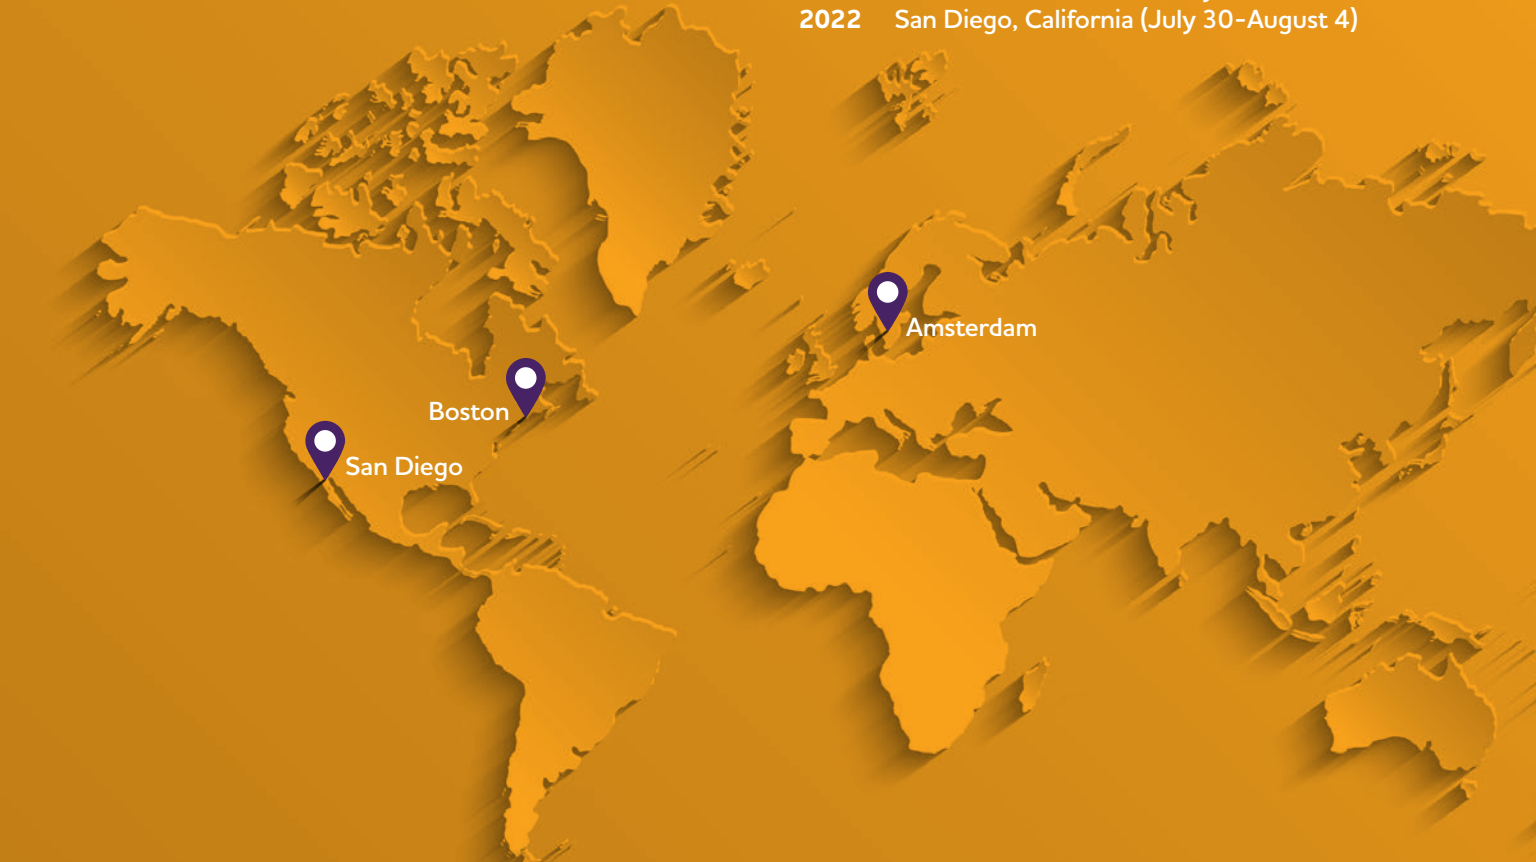 2022 San Diego, California (July 30-August 4)
Amsterdam
Boston
San Diego